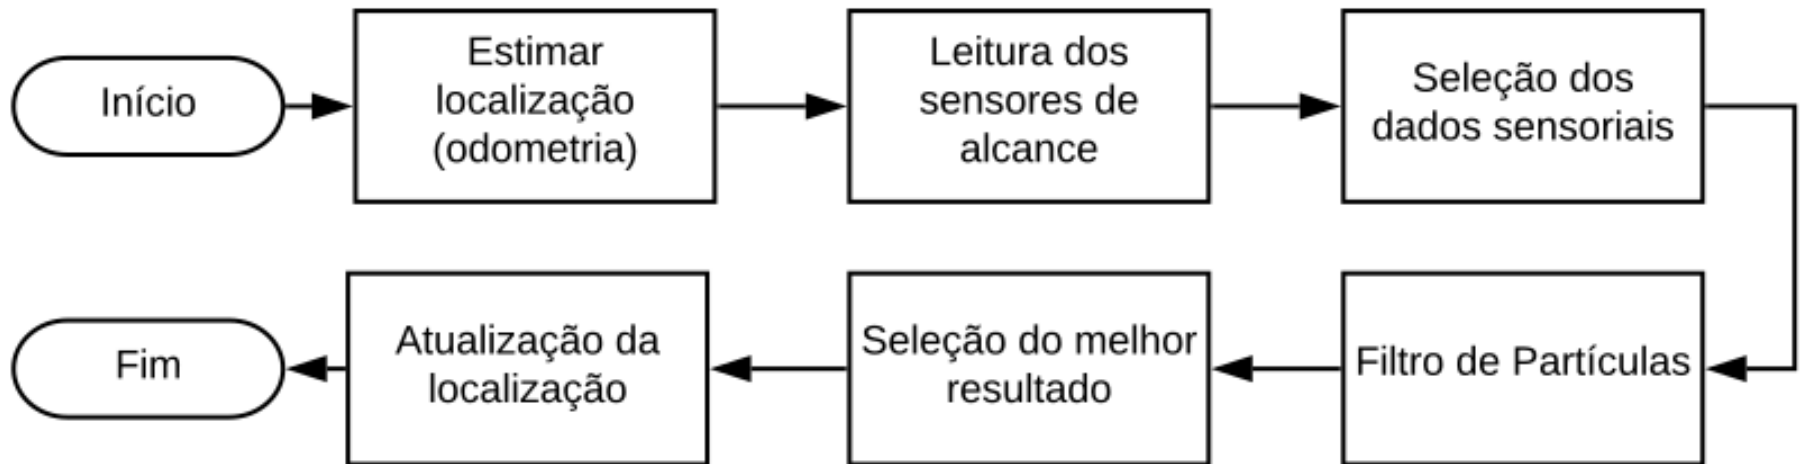 Início
Estimar
localização
(odometria)
Leitura dos
sensores de
alcance
Seleção dos
dados sensoriais
Filtro de Partículas
Seleção do melhor
resultado
Atualização da
localização
Fim